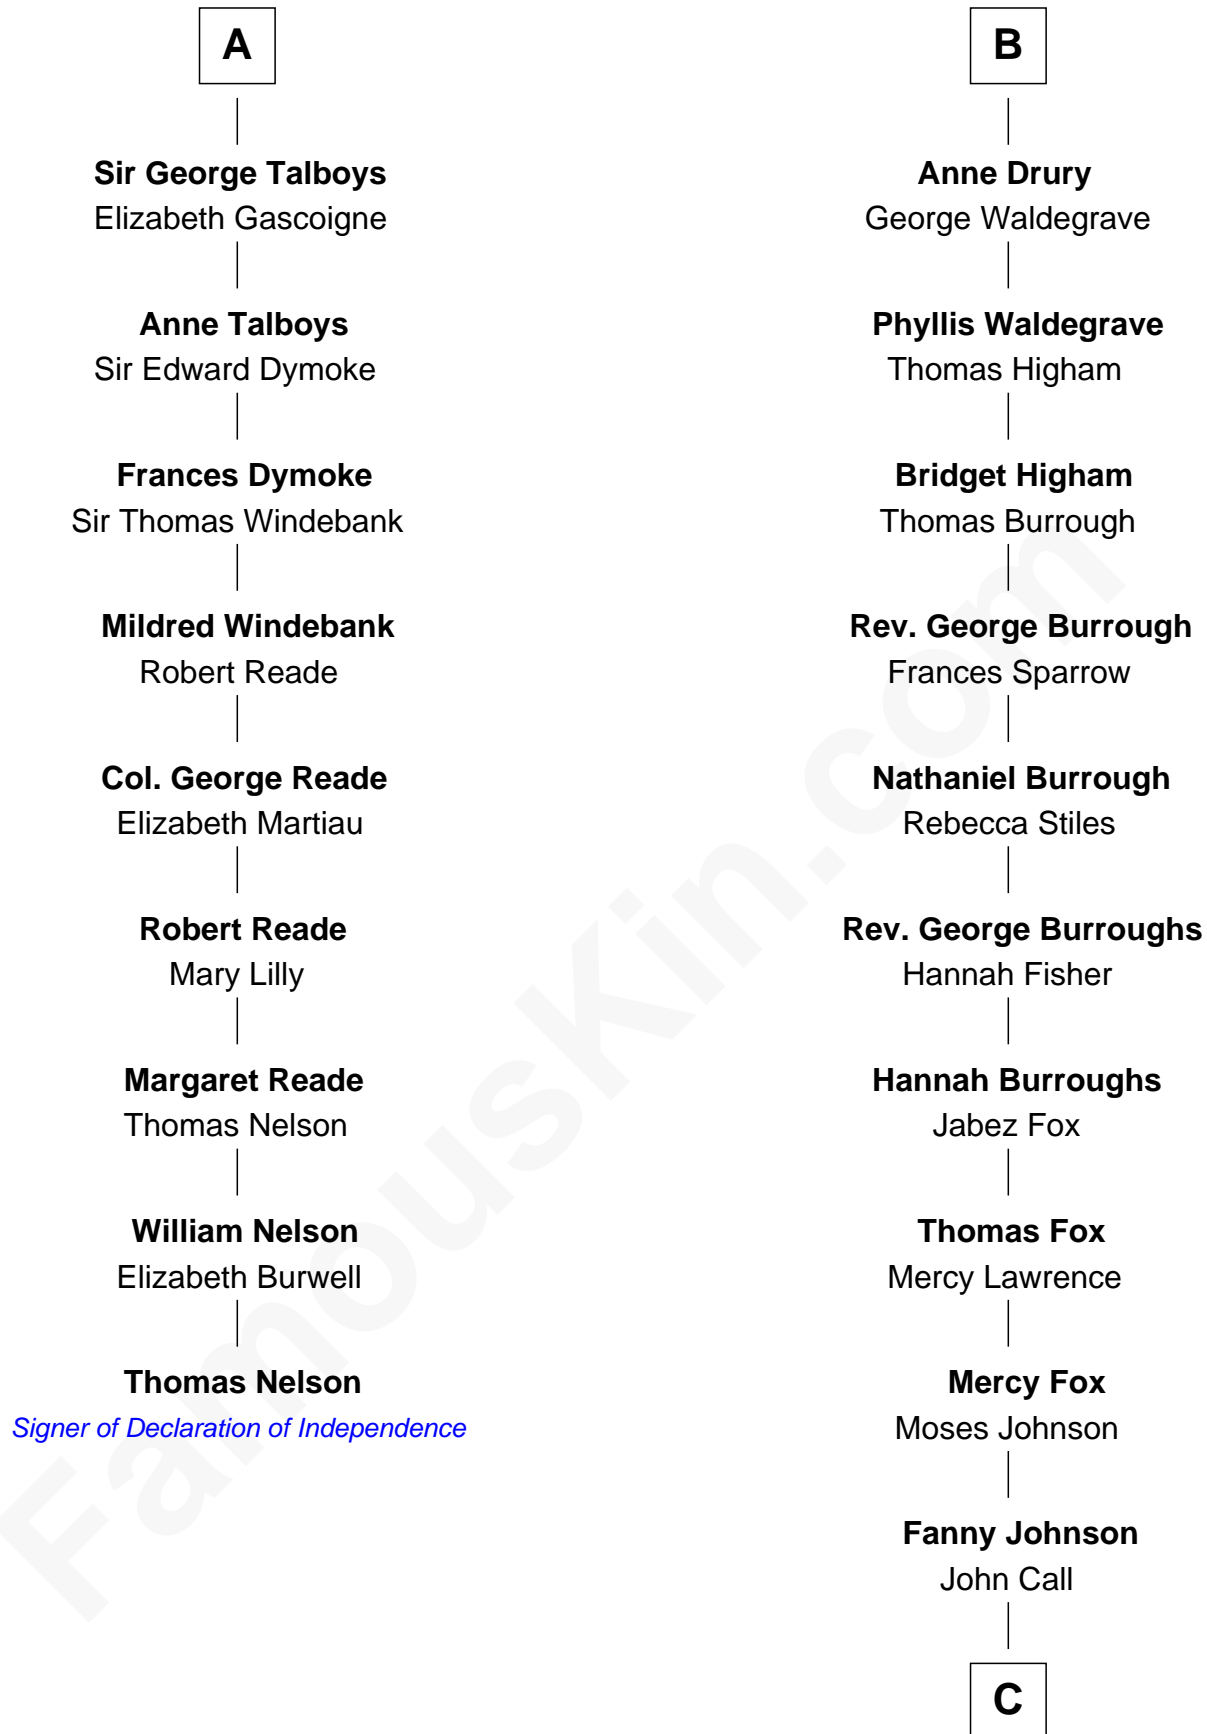 A
Sir George Talboys
Elizabeth Gascoigne
Anne Talboys
Sir Edward Dymoke
Frances Dymoke
Sir Thomas Windebank
Mildred Windebank
Robert Reade
Col. George Reade
Elizabeth Martiau
Robert Reade
Mary Lilly
Margaret Reade
Thomas Nelson
William Nelson
Elizabeth Burwell
Thomas Nelson
Signer of Declaration of Independence
B
Anne Drury
George Waldegrave
Phyllis Waldegrave
Thomas Higham
Bridget Higham
Thomas Burrough
Rev. George Burrough
Frances Sparrow
Nathaniel Burrough
Rebecca Stiles
Rev. George Burroughs
Hannah Fisher
Hannah Burroughs
Jabez Fox
Thomas Fox
Mercy Lawrence
Mercy Fox
Moses Johnson
Fanny Johnson
John Call
C
FamousKin.com